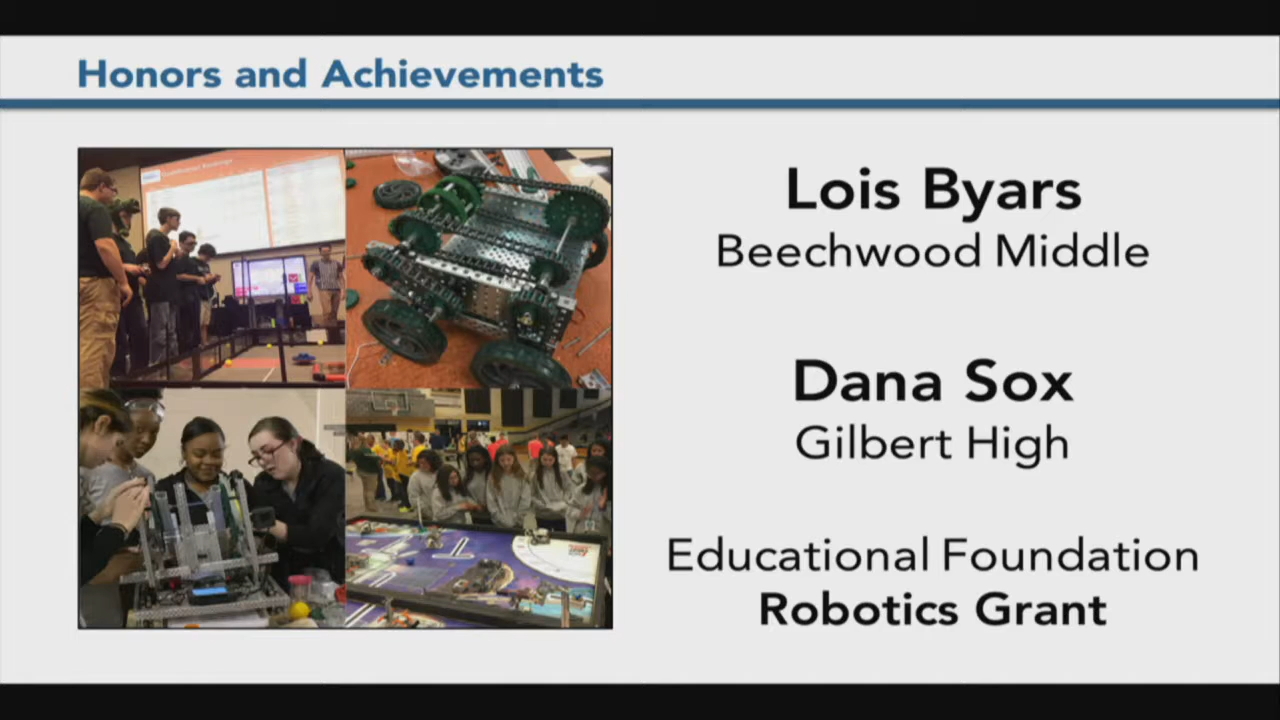 Honors and Achievements
Lois Byars
Beechwood Middle
Dana Sox
Gilbert High
Educational Foundation
Robotics Grant